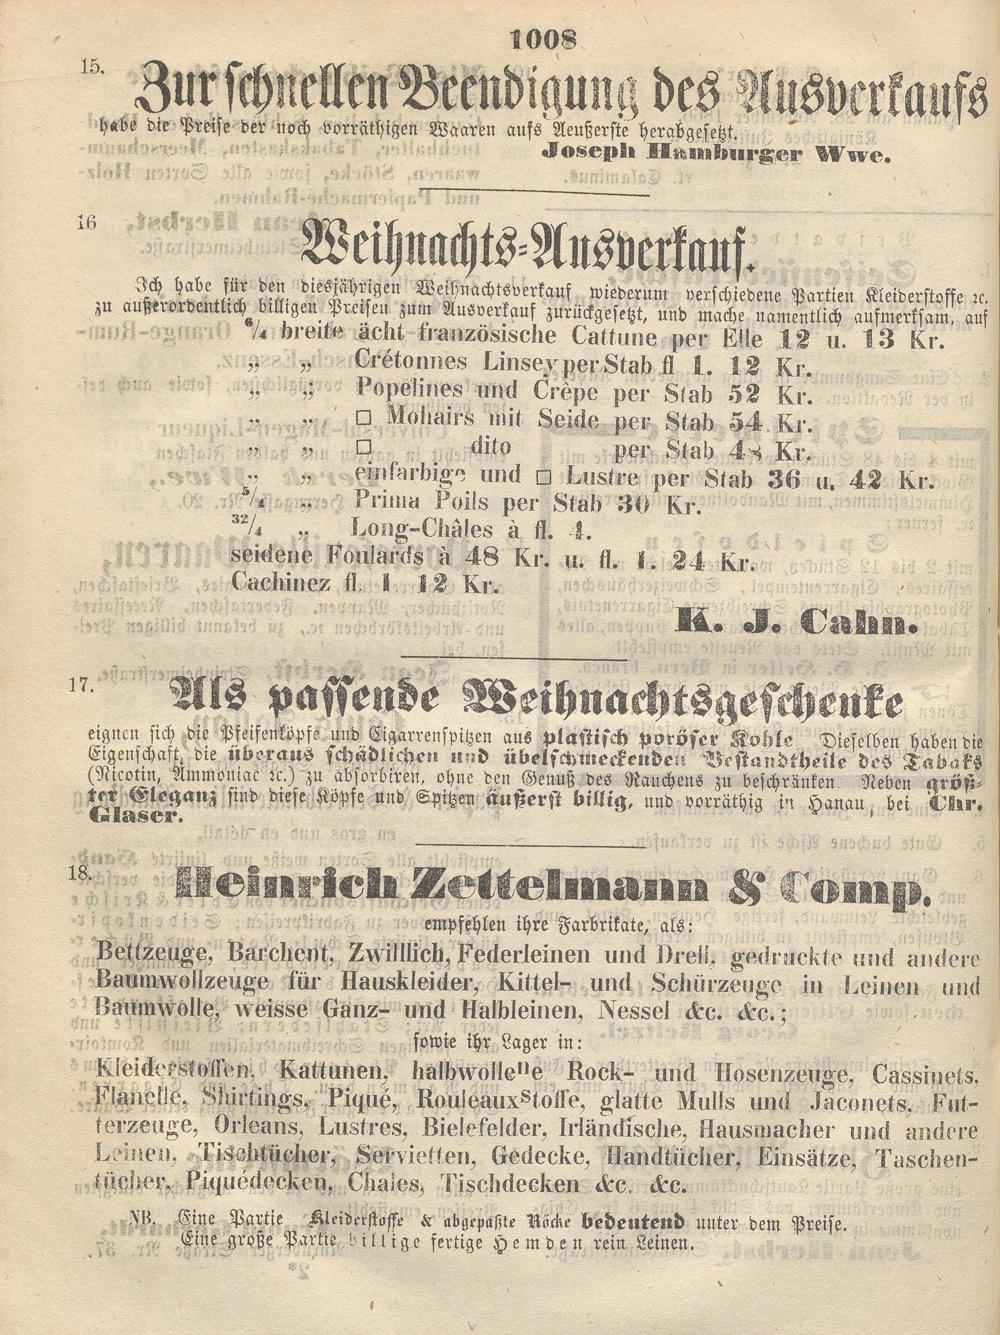 1008
15.
Zur schnellen Beendigung des Ausverkaufs
habe die Preise der noch vorräthigen Waaren aufs Aeußerste herabgesetzt.
Joseph Hamburger Wwe.
16
Weihnachts-Ausverkauf.
Ich habe für den diesjährigen Weihnachtsverkauf wiederum verschiedene Partien Kleiderstoffe ꝛc.
zu außerordentlich billigen Preisen zum Ausverkauf zurückgesetzt, und mache namentlich aufmerksam, auf
6/4 breite ächt französische Cattune per Elle 12 u. 13 Kr.
„ „ Crétonnes Linsey per Stab fl 1. 12 Kr.
„ „ Popelines und Crêpe per Stab 52 Kr.
„ „ □ Mohairs mit Seide per Stab 54 Kr.
„ „ □ dito per Stab 48 Kr.
„ „ einfarbige und □ Lustre per Stab 36 u. 42 Kr.
5/4 „ Prima Poils per Stab 30 Kr.
32/4 „ Long-Châles à fl. 4.
seidene Foulards à 48 Kr. u. fl. 1. 24 Kr.
Cachinez fl. 1 12 Kr.
K. J. Cahn.
17.
Als passende Weihnachtsgeschenke
eignen sich die Pfeifenköpfe und Cigarrenspitzen aus plastisch poröser Kohle. Dieselben haben die
Eigenschaft, die überaus schädlichen und übelschmeckenden Bestandtheile des Tabaks
(Nicotin, Ammoniac ꝛc.) zu absorbiren, ohne den Genuß des Rauchens zu beschränken. Neben größ-
ter Eleganz sind diese Köpfe und Spitzen äußerst billig, und vorräthig in Hanau bei Chr.
Glaser.
18.
Heinrich Zettelmann & Comp.
empfehlen ihre Farbrikate, als:
Bettzeuge, Barchent, Zwilllich, Federleinen und Drell, gedruckte und andere
Baumwollzeuge für Hauskleider, Kittel- und Schürzeuge in Leinen und
Baumwolle, weisse Ganz- und Halbleinen, Nessel &c. &c.;
sowie ihr Lager in:
Kleiderstoffen, Kattunen, halbwollene Rock- und Hosenzeuge, Cassinets,
Flanelle, Shirtings, Piqué, Rouleauxstoffe, glatte Mulls und Jaconets, Fut-
terzeuge, Orleans, Lustres, Bielefelder, Irländische, Hausmacher und andere
Leinen, Tischtücher, Servietten, Gedecke, Handtücher, Einsätze, Taschen-
tücher, Piquédecken, Chales, Tischdecken &c. &c.
NB. Eine Partie Kleiderstoffe & abgepaßte Röcke bedeutend unter dem Preise.
Eine große Partie billige fertige Hemden rein Leinen.